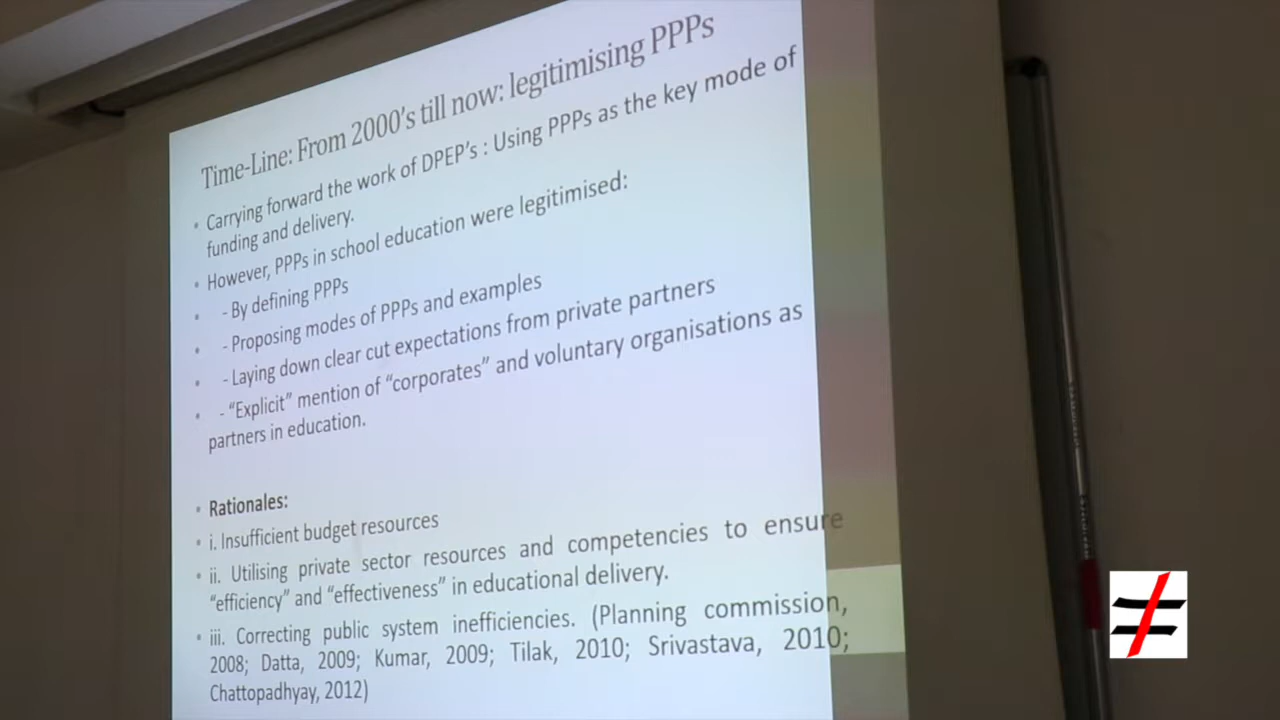 Time-Line: From 2000's till now: legitimising PPPs
• Carrying forward the work of DPEP's : Using PPPs as the key mode of
funding and delivery.
• However, PPPs in school education were legitimised:
• - By defining PPPs
• - Proposing modes of PPPs and examples
• - Laying down clear cut expectations from private partners
• - “Explicit” mention of “corporates” and voluntary organisations as
partners in education.
• Rationales:
• i. Insufficient budget resources
• ii. Utilising private sector resources and competencies to ensure
“efficiency” and “effectiveness” in educational delivery.
• iii. Correcting public system inefficiencies. (Planning commission,
2008; Datta, 2009; Kumar, 2009; Tilak, 2010; Srivastava, 2010;
Chattopadhyay, 2012)